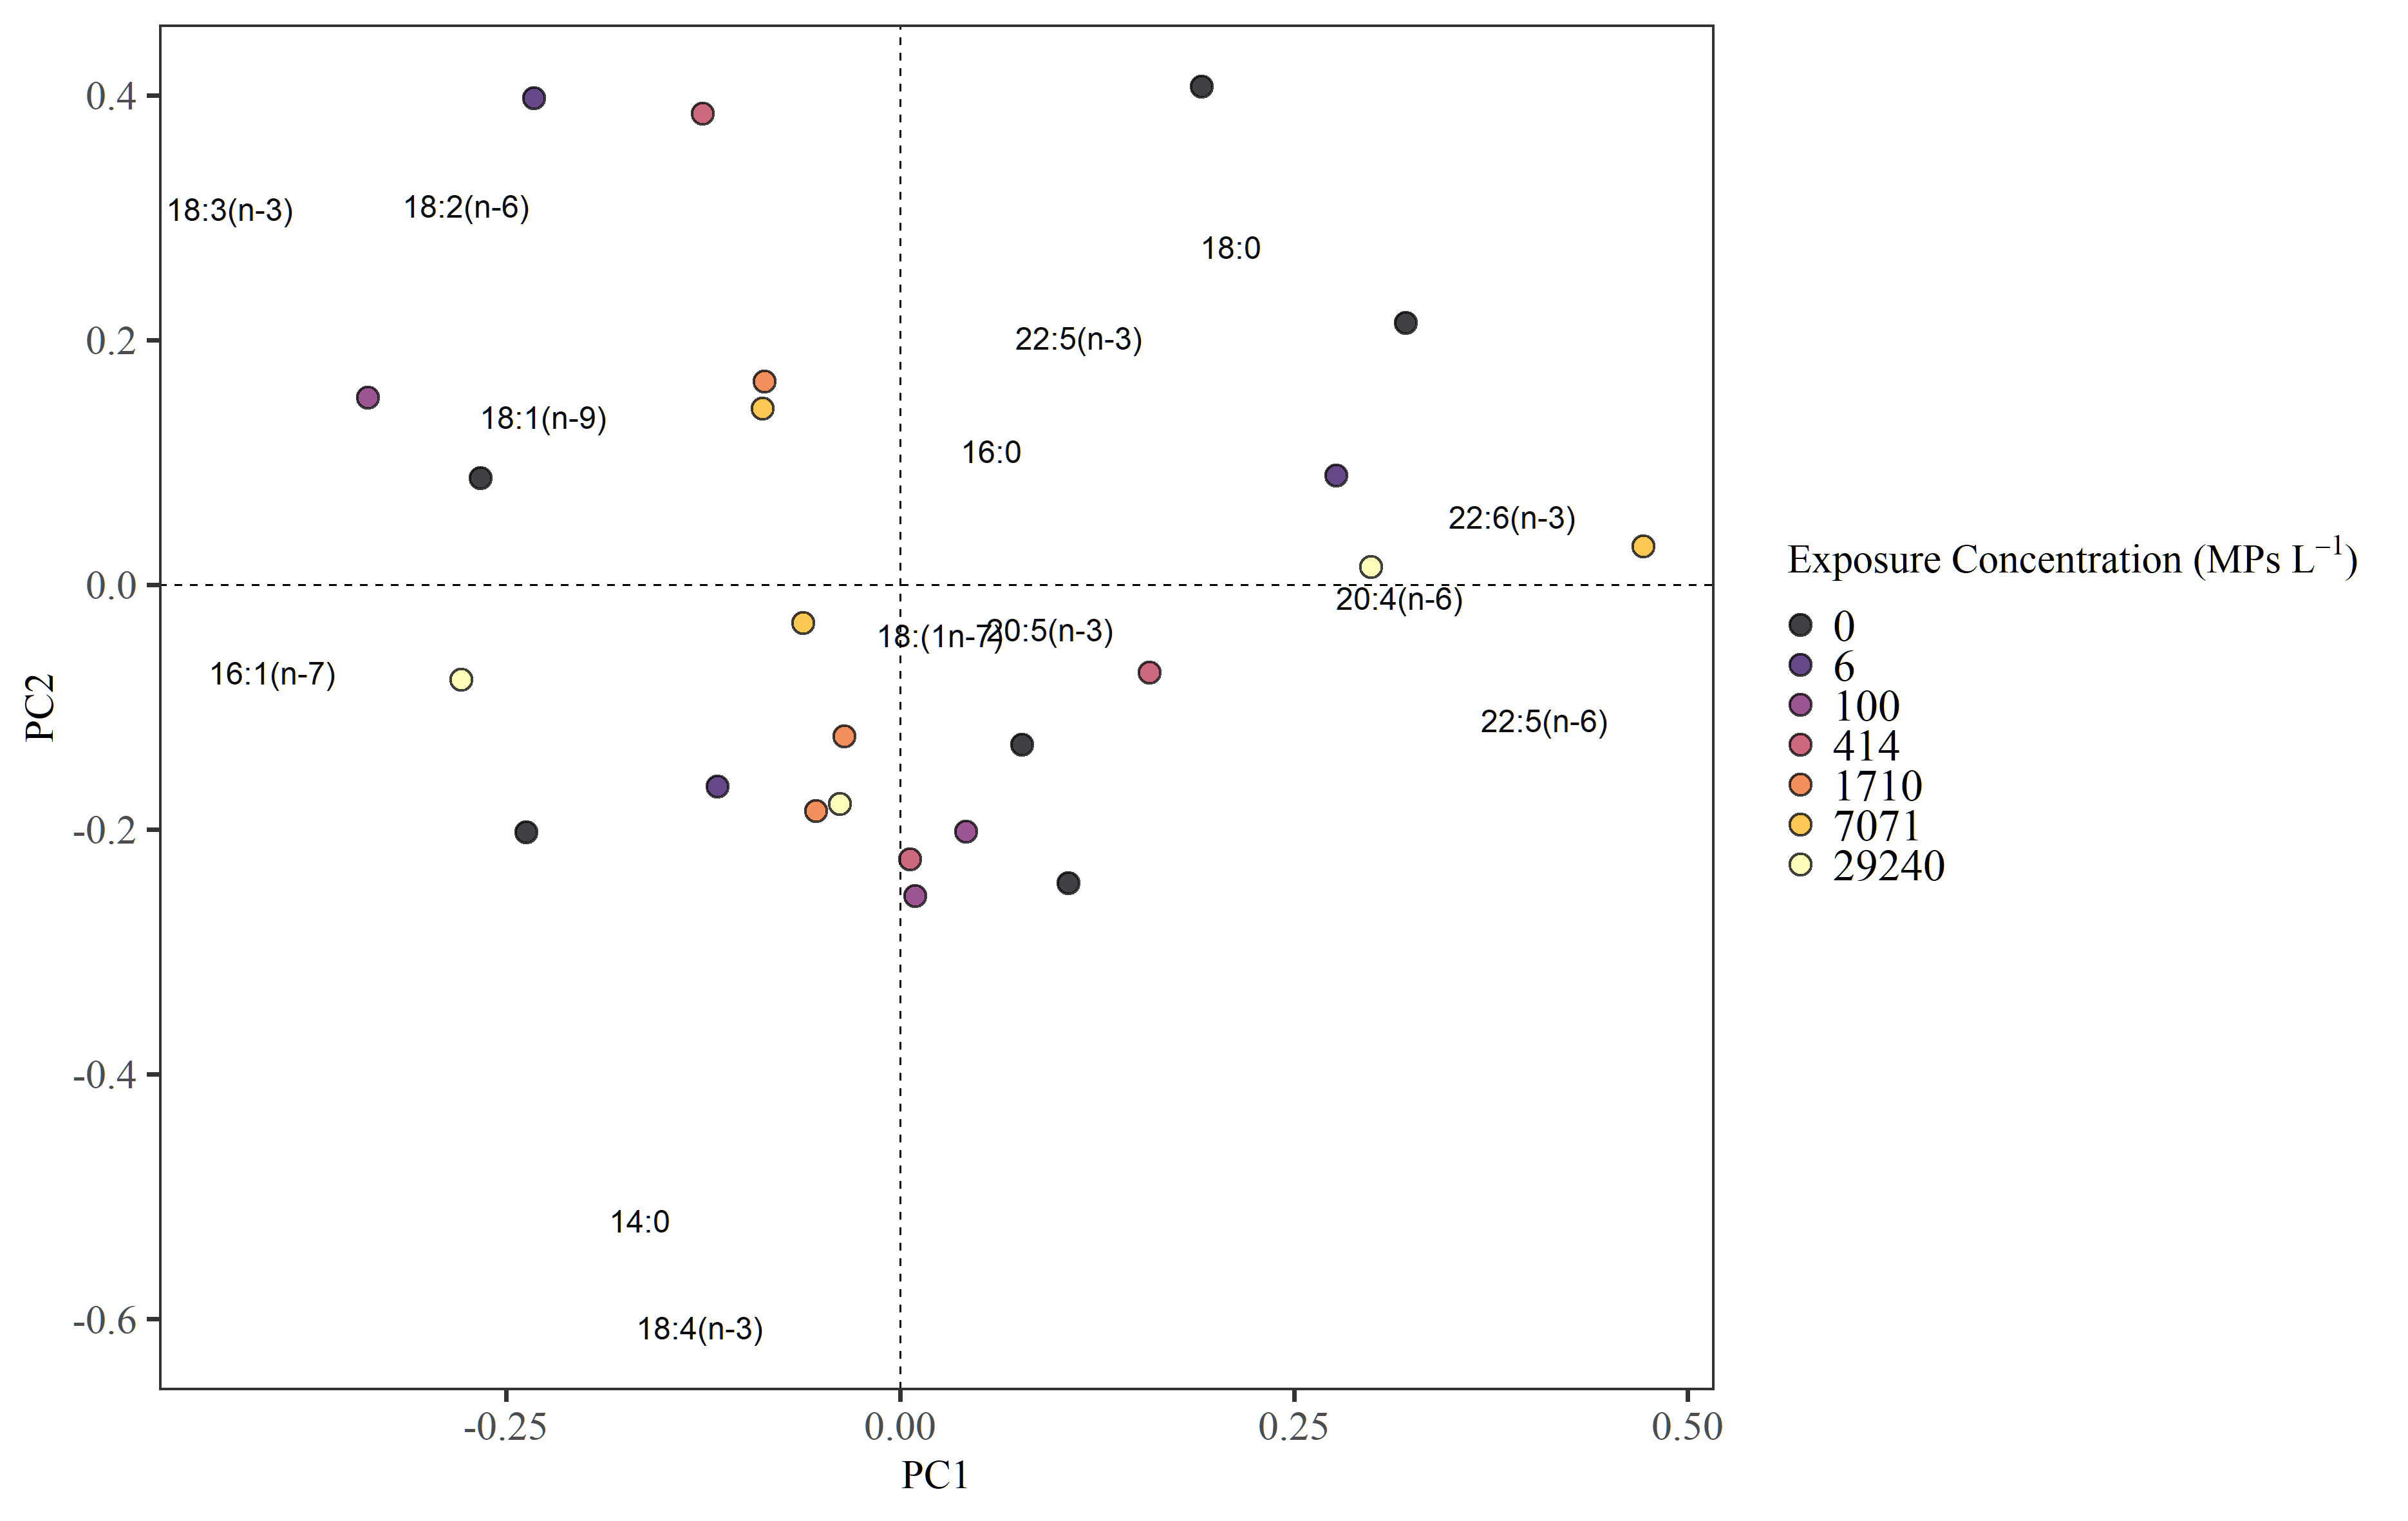 0.4
18:3(n-3)
18:2(n-6)
18:0
0.2
22:5(n-3)
18:1(n-9)
16:0
22:6(n-3)
0.0
20:4(n-6)
18:(1n-7)
20:5(n-3)
16:1(n-7)
22:5(n-6)
PC2
-0.2
-0.4
14:0
-0.6
18:4(n-3)
-0.25 0.00 0.25 0.50
PC1
Exposure Concentration (MPs L⁻¹)
0
6
100
414
1710
7071
29240